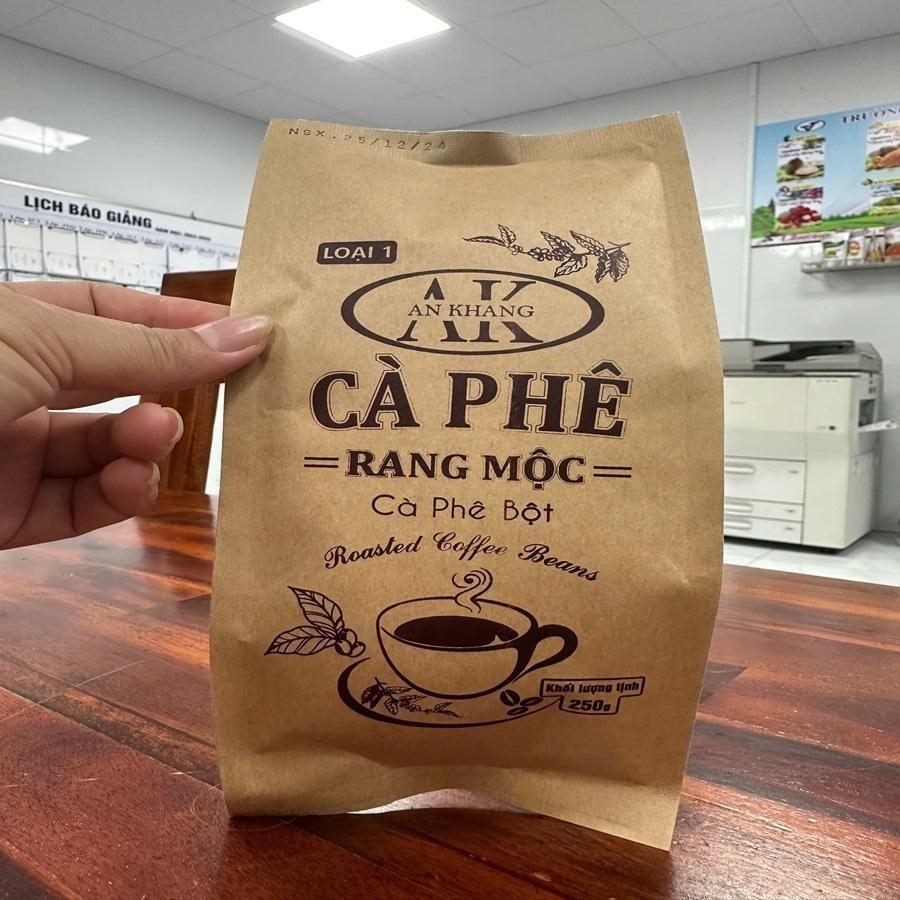 NSX . 25/12/24
LỊCH BÁO GIẢNG
TRƯỜN
LOẠI 1
AK
AN KHANG
CÀ PHÊ
RANG MỘC
Cà Phê Bột
Roasted Coffee Beans
Khối lượng tịnh
250g